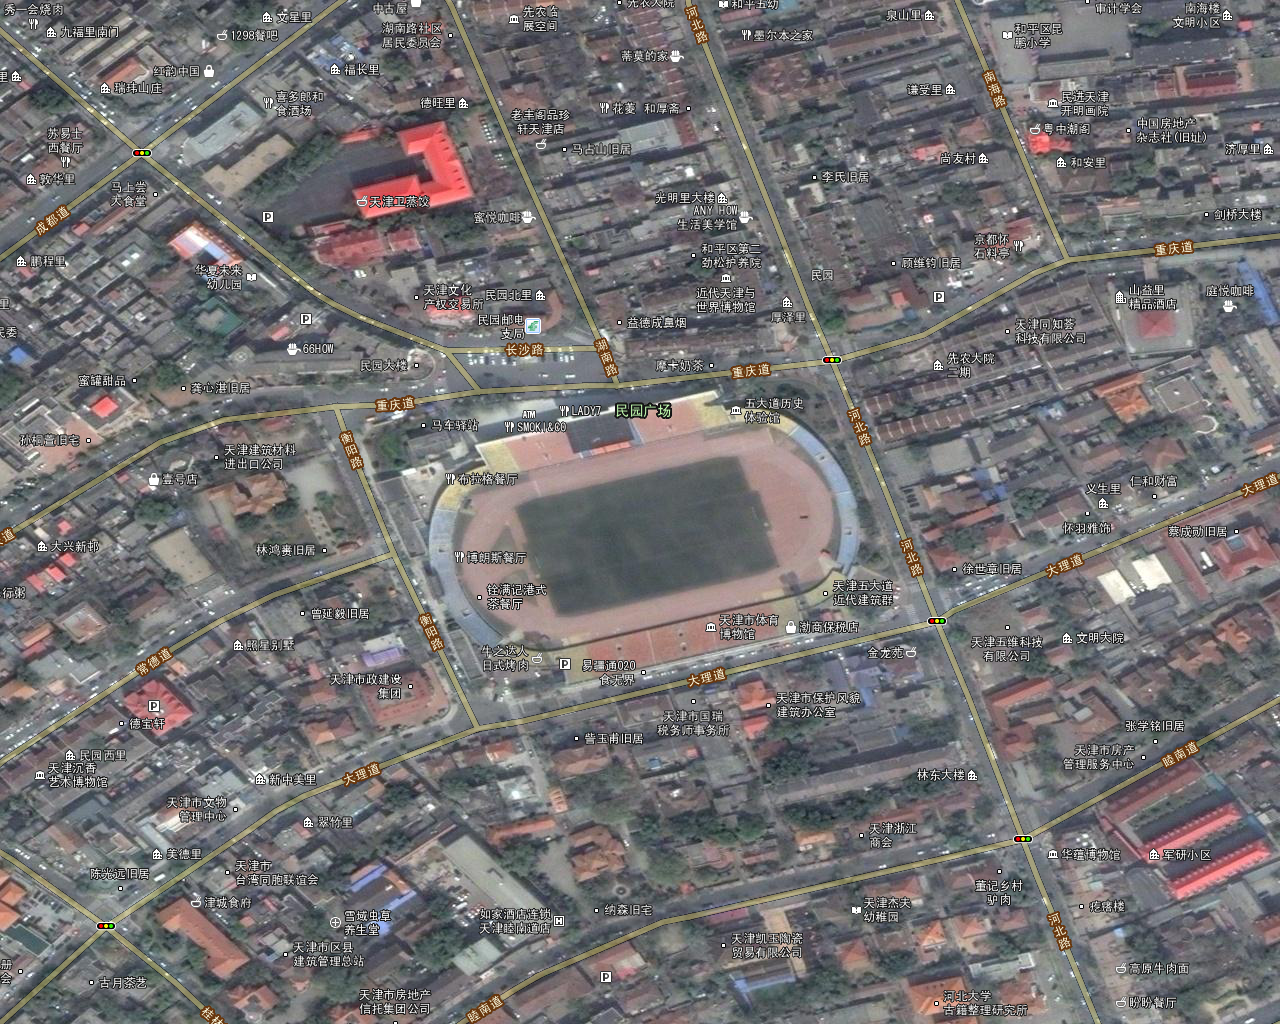 秀一会烧肉
九福里南门
文星里
1298餐吧
中古屋
湖南路社区
居民委员会
先农
展空间
先农大院
和平五幼
墨尔本之家
蒂莫的家
河北路
泉山里
审计学会
南海楼
文明小区
和平区昆
鹏小学
红韵中国
瑞玮山庄
福长里
喜多郎和
食酒场
德旺里
老丰阁品珍
轩天津店
花菱
和厚斋
马占山旧居
谦受里
南海路
民进天津
开明画院
粤中潮阁
中国房地产
杂志社(旧址)
济厚里
苏易士
西餐厅
敦华里
马上尝
犬食堂
成都道
天津卫蒸饺
蜜悦咖啡
光明里大楼
ANY HOW
生活美学馆
李氏旧居
尚友村
和安里
剑桥大楼
鹏程里
华夏未来
幼儿园
天津文化
产权交易所
民园北里
民园邮电
支局
和平区第二
劲松护养院
近代天津与
世界博物馆
民园
厚泽里
顾维钧旧居
京都怀
石料亭
重庆道
山益里
精品酒店
庭悦咖啡
66HOW
民园大楼
长沙路
湖南路
益德成鼻烟
摩卡奶茶
重庆道
天津同知荟
科技有限公司
先农大院
二期
蜜罐甜品
龚心湛旧居
重庆道
孙桐萱旧宅
天津建筑材料
进出口公司
衡阳路
马车驿站
ATM
LADY7
SMOKI&CO
民园广场
五大道历史
体验馆
河北路
壹号店
布拉格餐厅
义生里
仁和财富
大理道
怀羽雅饰
蔡成勋旧居
大兴新邨
林鸿赉旧居
博朗斯餐厅
铨满记港式
茶餐厅
河北路
天津五大道
近代建筑群
徐世章旧居
大理道
曾延毅旧居
照星别墅
常德道
衡阳路
天津市体育
博物馆
渤商保税店
金龙苑
天津五维科技
有限公司
文明大院
牛之达人
日式烤肉
易疆通O2O
食无界
大理道
天津市政建设
集团
德宝轩
天津市国瑞
税务师事务所
天津市保护风貌
建筑办公室
訾玉甫旧居
张学铭旧居
天津市房产
管理服务中心
睦南道
民园西里
天津沉香
艺术博物馆
新中美里
大理道
林东大楼
天津市文物
管理中心
翠竹里
天津浙江
商会
美德里
陈光远旧居
天津市
台湾同胞联谊会
华蕴博物馆
军研小区
津城食府
雪域虫草
养生堂
如家酒店连锁
天津睦南道店
纳森旧宅
天津杰夫
幼稚园
董记乡村
驴肉
疙瘩楼
河北路
天津市区县
建筑管理总站
天津凯玉陶瓷
贸易有限公司
古月茶艺
天津市房地产
信托集团公司
睦南道
河北大学
古籍整理研究所
高原牛肉面
盼盼餐厅